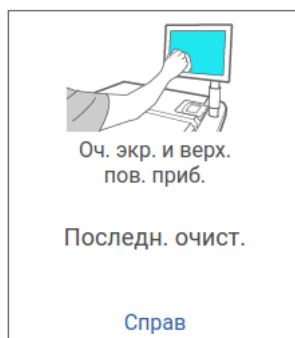 Оч. экр. и верх.
пов. приб.
Последн. очист.
Справ